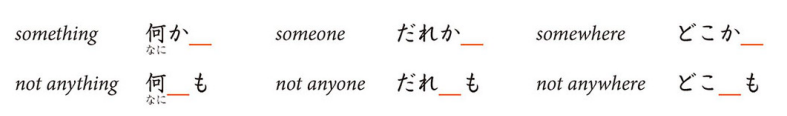 something 何か__ someone だれか__ somewhere どこか__
なに
not anything 何__も not anyone だれ__も not anywhere どこ__も
なに